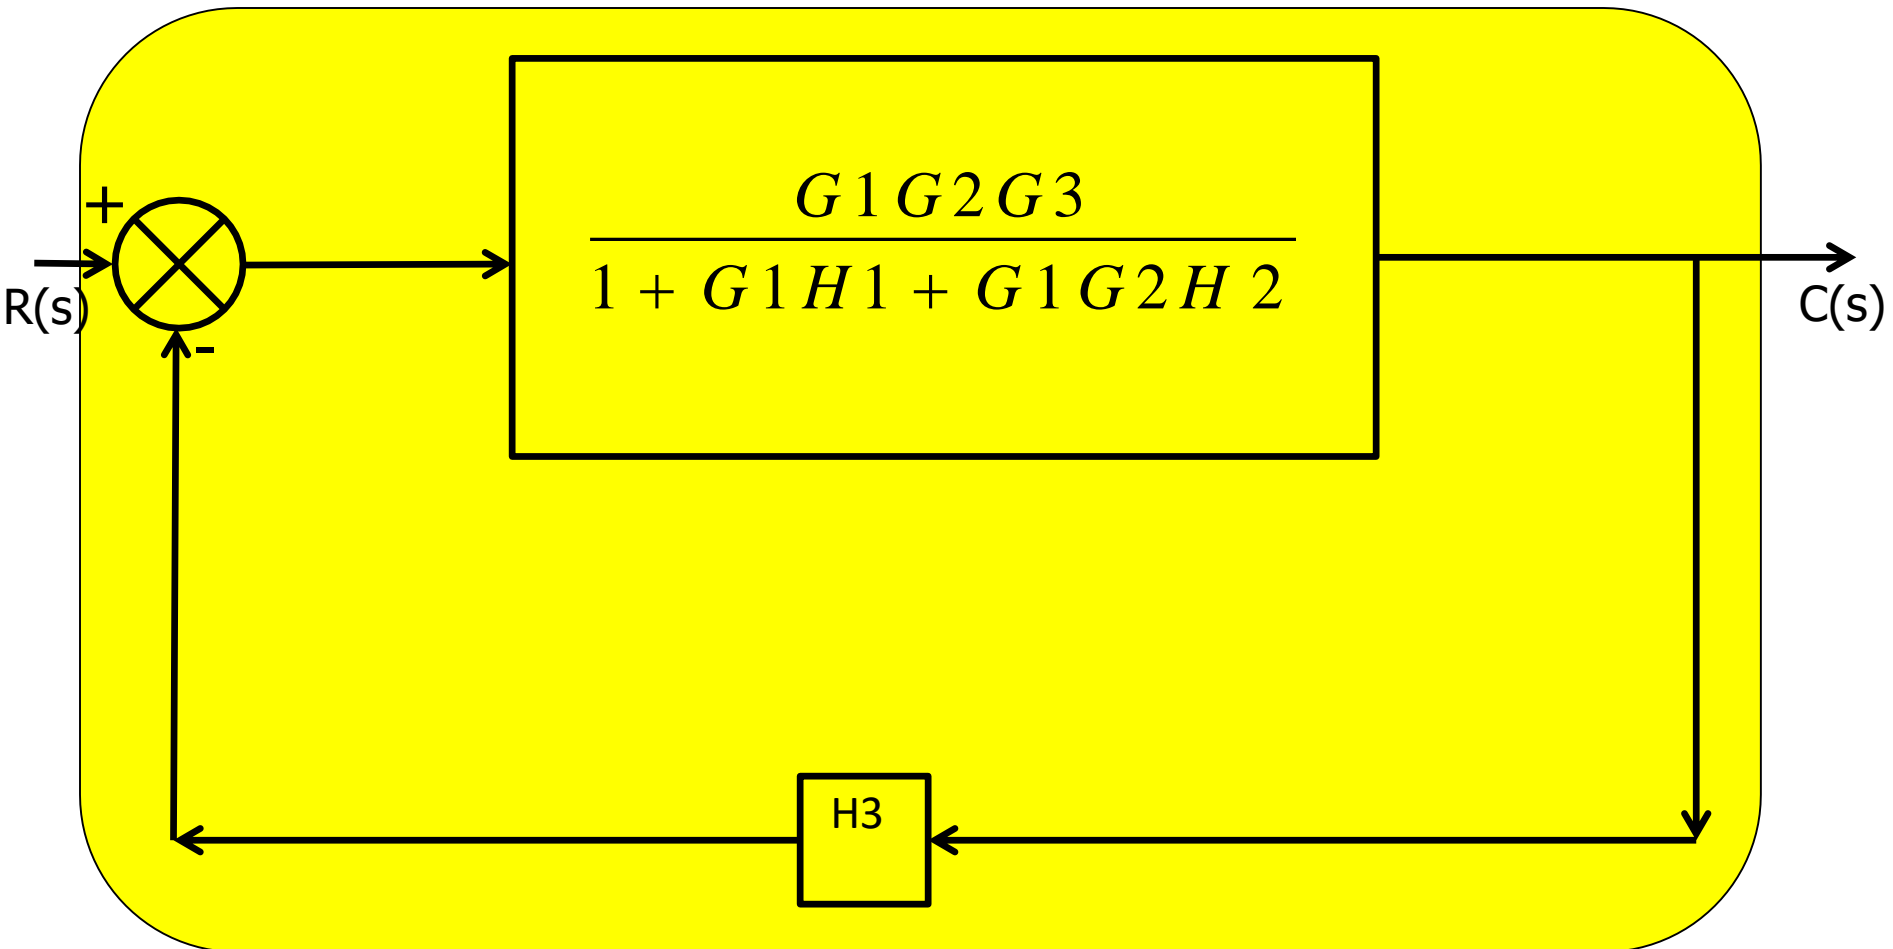 G1G2G3
+
1 + G1H1 + G1G2H2
R(s)
C(s)
-
H3